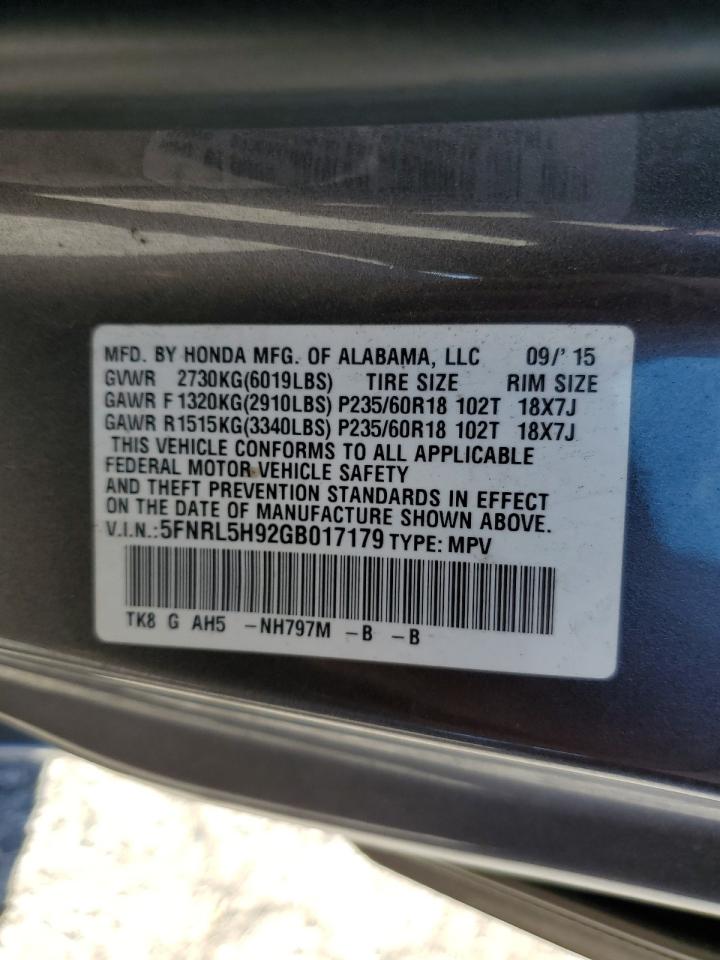 MFD. BY HONDA MFG. OF ALABAMA, LLC 09/' 15
GVWR 2730KG(6019LBS) TIRE SIZE RIM SIZE
GAWR F1320KG(2910LBS) P235/60R18 102T 18X7J
GAWR R1515KG(3340LBS) P235/60R18 102T 18X7J
THIS VEHICLE CONFORMS TO ALL APPLICABLE
FEDERAL MOTOR VEHICLE SAFETY
AND THEFT PREVENTION STANDARDS IN EFFECT
ON THE DATE OF MANUFACTURE SHOWN ABOVE.
V.I.N.:5FNRL5H92GB017179 TYPE: MPV
TK8 G AH5 -NH797M -B -B